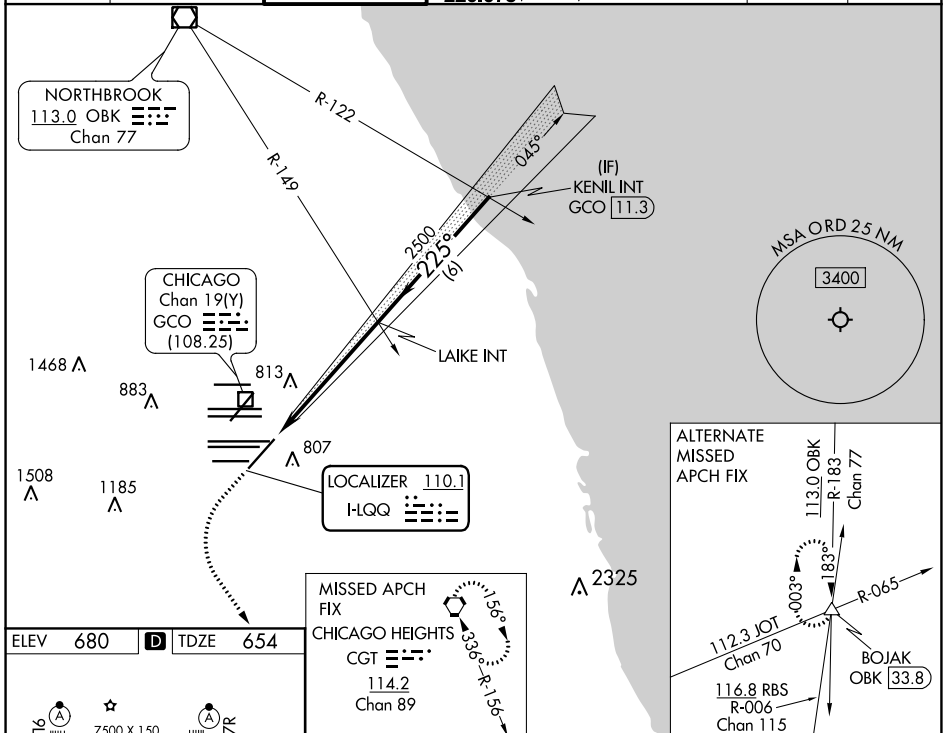 NORTHBROOK
113.0 OBK
Chan 77
R-122
R-149
045°
(IF)
KENIL INT
GCO 11.3
2500
225°
(6)
MSA ORD 25 NM
3400
CHICAGO
Chan 19(Y)
GCO
(108.25)
LAIKE INT
1468
883
813
807
1508
1185
LOCALIZER 110.1
I-LQQ
2325
ALTERNATE
MISSED
APCH FIX
113.0 OBK
R-183
Chan 77
003°
183°
R-065
112.3 JOT
Chan 70
BOJAK
OBK 33.8
116.8 RBS
R-006
Chan 115
MISSED APCH
FIX
CHICAGO HEIGHTS
CGT
114.2
Chan 89
156°
336°
R-156
ELEV 680 D TDZE 654
A
7500 X 150
A